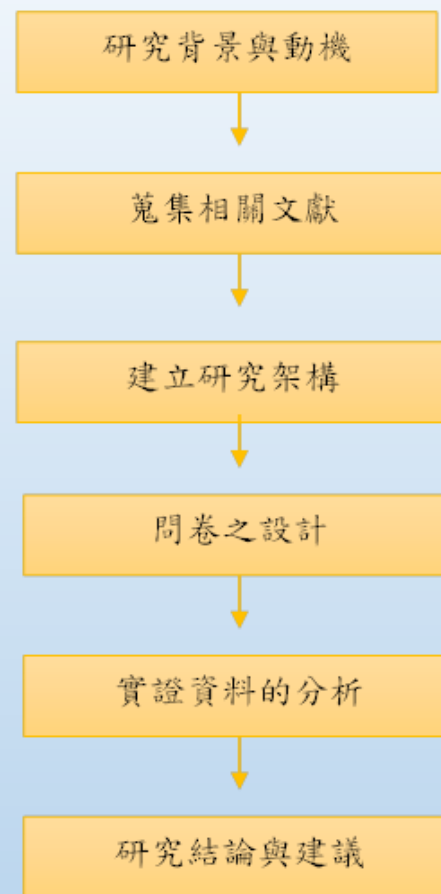 研究背景與動機
蒐集相關文獻
建立研究架構
問卷之設計
實證資料的分析
研究結論與建議